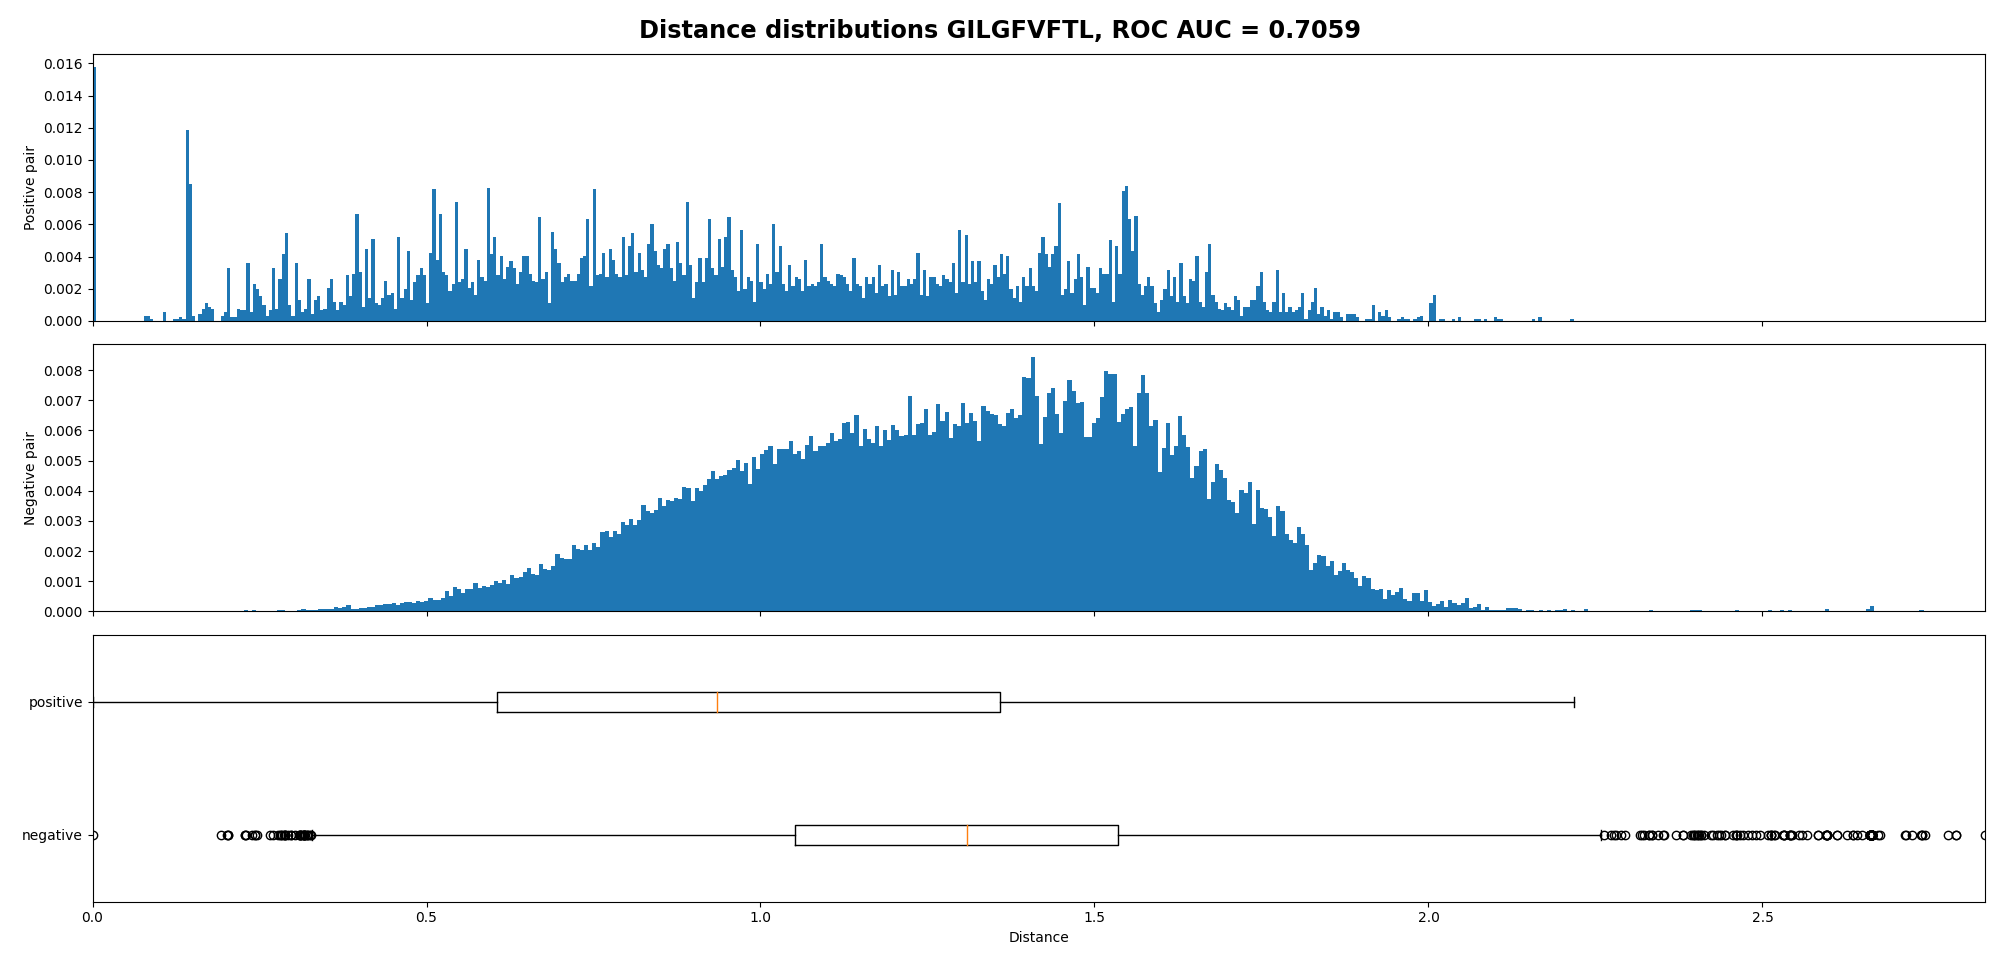 Distance distributions GILGFVFTL, ROC AUC = 0.7059
0.016
0.014
0.012
0.010
0.008
0.006
0.004
0.002
0.000
Positive pair
0.008
0.007
0.006
0.005
0.004
0.003
0.002
0.001
0.000
Negative pair
positive
negative
0.0 0.5 1.0 1.5 2.0 2.5
Distance